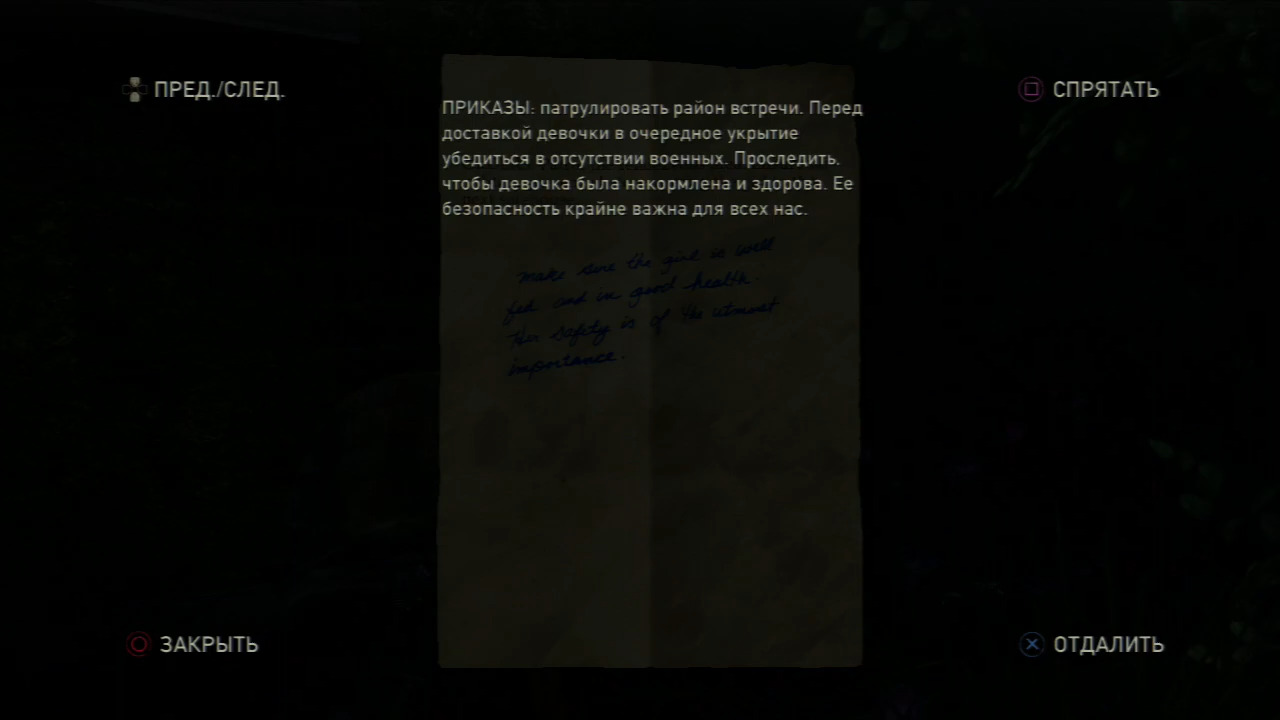 ПРЕД./СЛЕД.
СПРЯТАТЬ
ПРИКАЗЫ: патрулировать район встречи. Перед
доставкой девочки в очередное укрытие
убедиться в отсутствии военных. Проследить,
чтобы девочка была накормлена и здорова. Ее
безопасность крайне важна для всех нас.
make sure the girl is well
fed and in good health.
Her safety is of the utmost
importance.
ЗАКРЫТЬ
ОТДАЛИТЬ